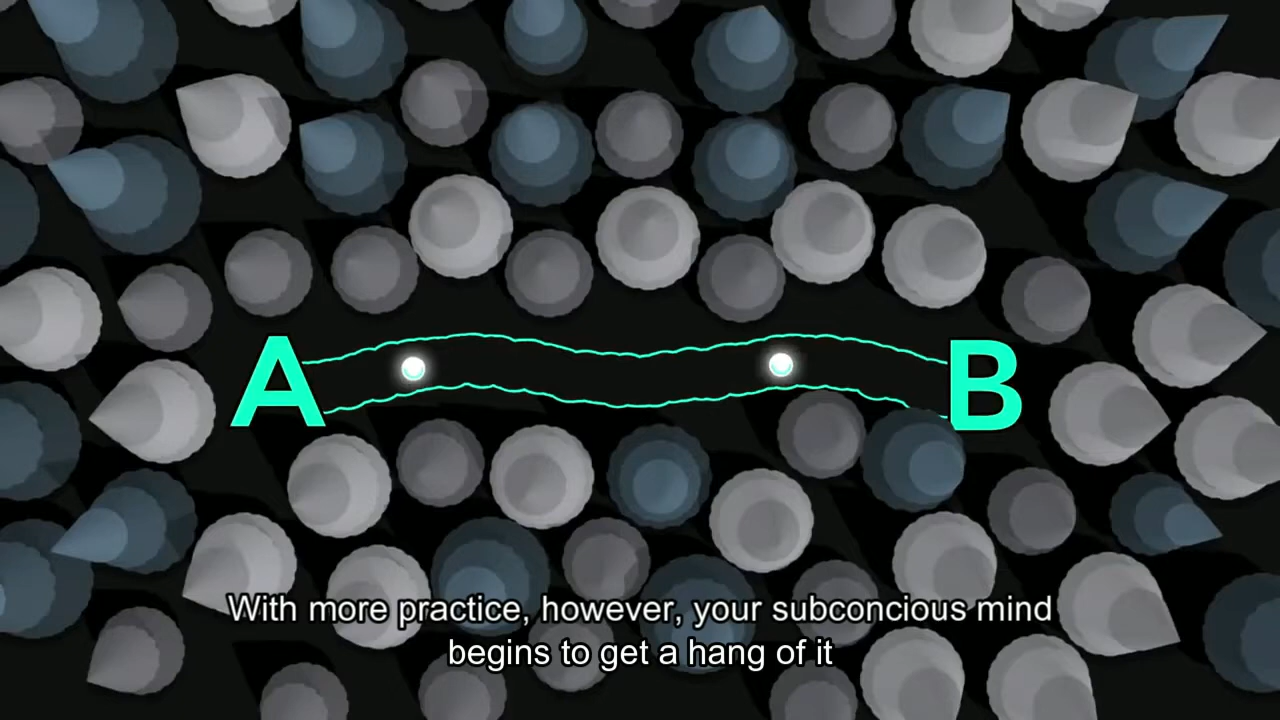 A B
With more practice, however, your subconcious mind
begins to get a hang of it